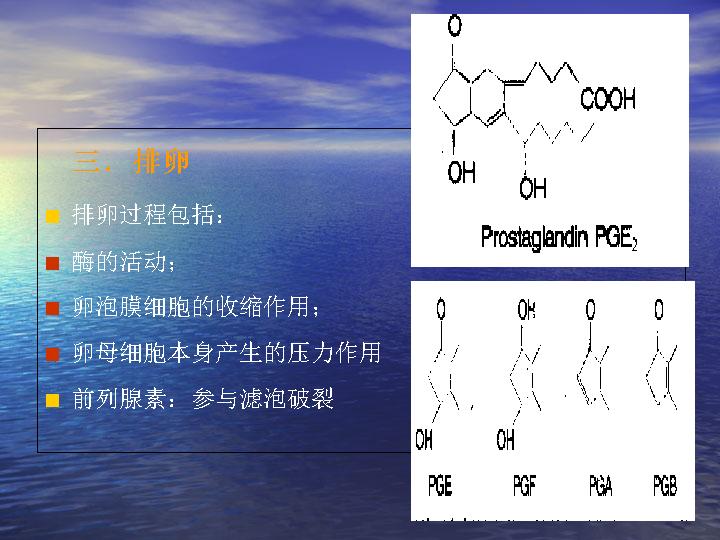 三．排卵
排卵过程包括：
酶的活动；
卵泡膜细胞的收缩作用；
卵母细胞本身产生的压力作用
前列腺素：参与滤泡破裂
O
COOH
OH
OH
Prostaglandin PGE2
O OH O O
OH OH
PGE PGF PGA PGB